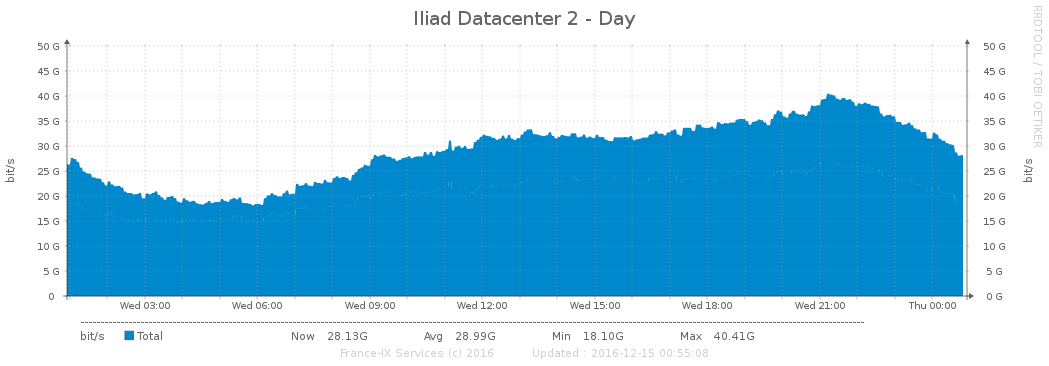 Iliad Datacenter 2 - Day
RRDTOOL / TOBI OETIKER
50 G 50 G
45 G 45 G
40 G 40 G
35 G 35 G
30 G 30 G
25 G 25 G
20 G 20 G
15 G 15 G
10 G 10 G
5 G 5 G
0 0 G
bit/s bit/s
Wed 03:00 Wed 06:00 Wed 09:00 Wed 12:00 Wed 15:00 Wed 18:00 Wed 21:00 Thu 00:00
bit/s Total Now 28.13G Avg 28.99G Min 18.10G Max 40.41G
France-IX Services (c) 2016 Updated : 2016-12-15 00:55:08